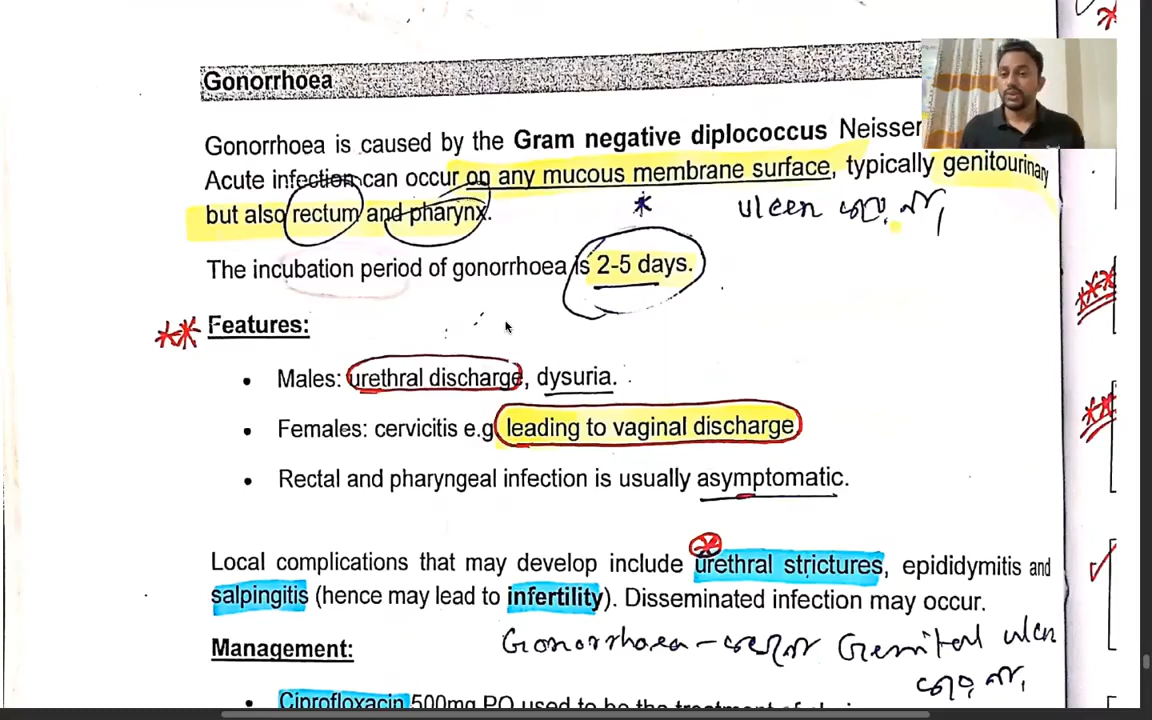 Gonorrhoea
Gonorrhoea is caused by the Gram negative diplococcus Neisser
Acute infection can occur on any mucous membrane surface, typically genitourinary
but also rectum and pharynx.
ulcer
The incubation period of gonorrhoea is 2-5 days.
Features:
• Males: urethral discharge, dysuria.
• Females: cervicitis e.g leading to vaginal discharge
• Rectal and pharyngeal infection is usually asymptomatic.
Local complications that may develop include urethral strictures, epididymitis and
salpingitis (hence may lead to infertility). Disseminated infection may occur.
Gonorrhoea - Genital ulcer
Management:
• Ciprofloxacin 500mg PO used to be the treatment of